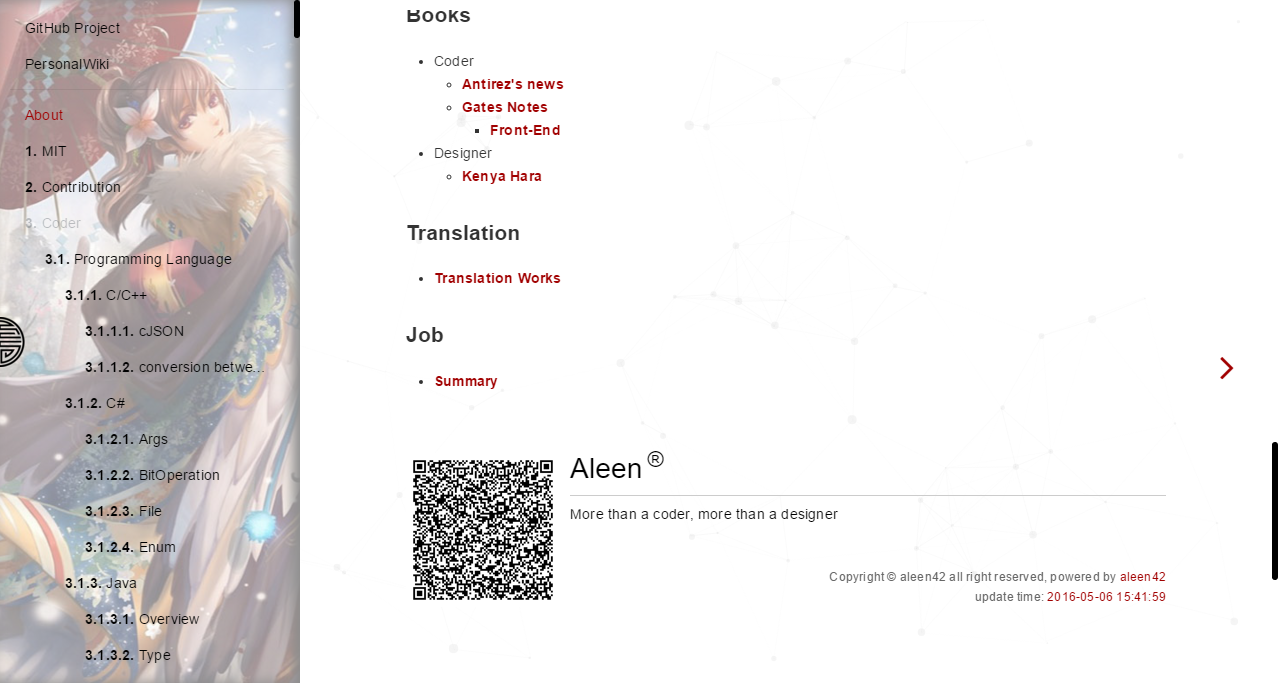 GitHub Project
PersonalWiki
About
1. MIT
2. Contribution
3. Coder
3.1. Programming Language
3.1.1. C/C++
3.1.1.1. cJSON
3.1.1.2. conversion betwe...
3.1.2. C#
3.1.2.1. Args
3.1.2.2. BitOperation
3.1.2.3. File
3.1.2.4. Enum
3.1.3. Java
3.1.3.1. Overview
3.1.3.2. Type
Books
Coder
Antirez's news
Gates Notes
Front-End
Designer
Kenya Hara
Translation
Translation Works
Job
Summary
Aleen ®
More than a coder, more than a designer
Copyright © aleen42 all right reserved, powered by aleen42
update time: 2016-05-06 15:41:59